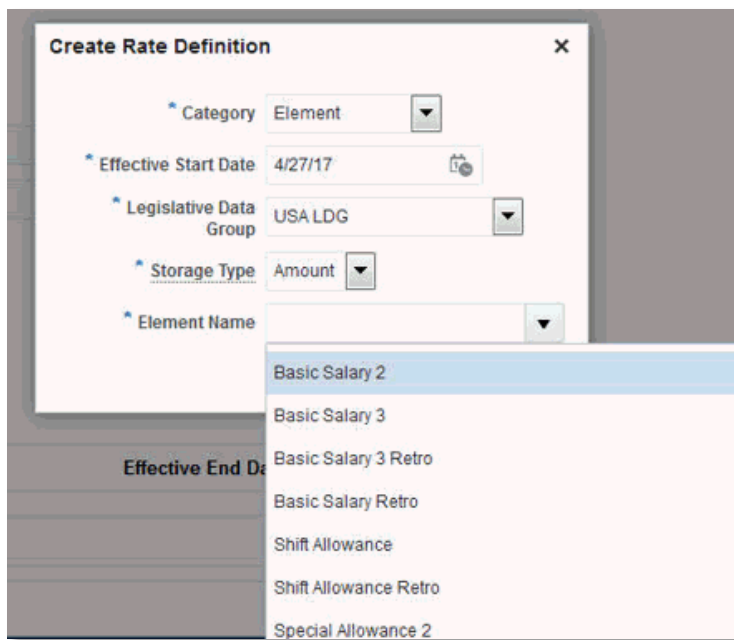 Create Rate Definition
* Category Element
* Effective Start Date 4/27/17
* Legislative Data Group USA LDG
* Storage Type Amount
* Element Name
Basic Salary 2
Basic Salary 3
Basic Salary 3 Retro
Effective End Da
Basic Salary Retro
Shift Allowance
Shift Allowance Retro
Special Allowance 2